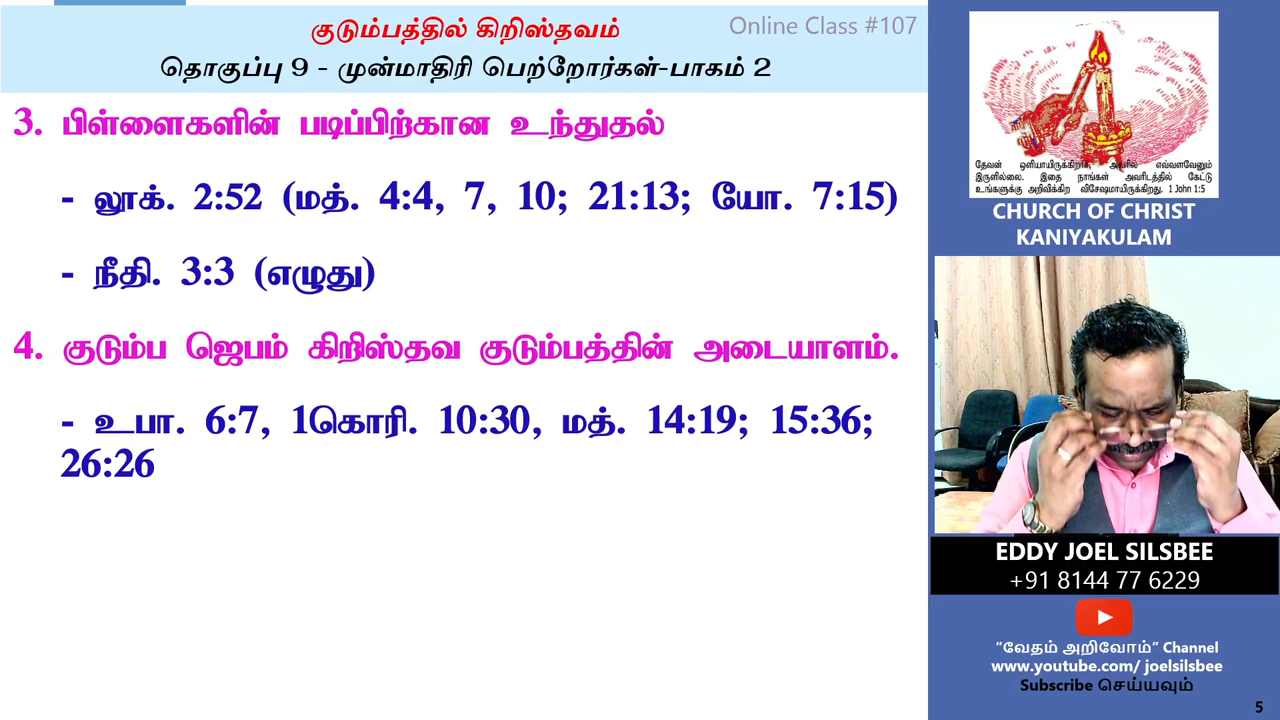 குடும்பத்தில் கிறிஸ்தவம்
Online Class #107
தொகுப்பு 9 - முன்மாதிரி பெற்றோர்கள்-பாகம் 2
3. பிள்ளைகளின் படிப்பிற்கான உந்துதல்
- லூக். 2:52 (மத். 4:4, 7, 10; 21:13; யோ. 7:15)
- நீதி. 3:3 (எழுது)
4. குடும்ப ஜெபம் கிறிஸ்தவ குடும்பத்தின் அடையாளம்.
- உபா. 6:7, 1கொரி. 10:30, மத். 14:19; 15:36;
26:26
தேவன் ஒளியாயிருக்கிறார், அவரில் எவ்வளவேனும்
இருளில்லை. இதை நாங்கள் அவரிடத்தில் கேட்டு
உங்களுக்கு அறிவிக்கிற விசேஷமாயிருக்கிறது. 1 John 1:5
CHURCH OF CHRIST
KANIYAKULAM
EDDY JOEL SILSBEE
+91 8144 77 6229
"வேதம் அறிவோம்" Channel
www.youtube.com/ joelsilsbee
Subscribe செய்யவும்
5